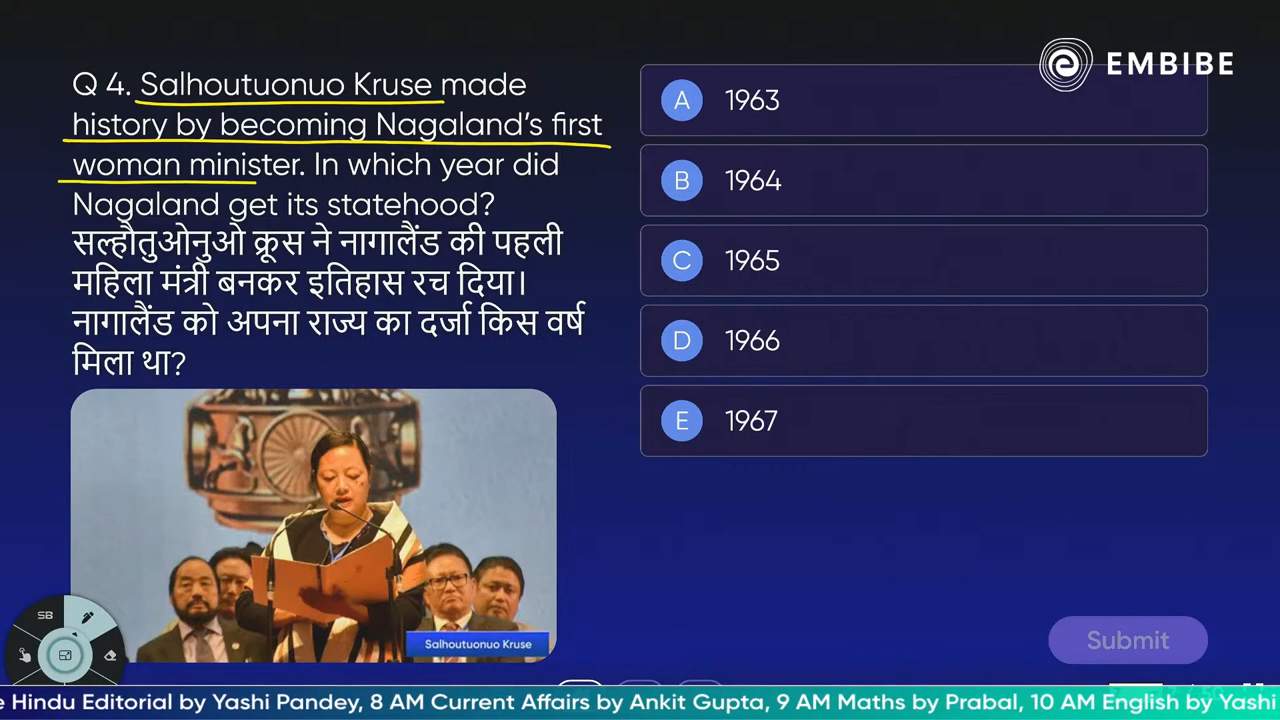 EMBIBE
Q 4. Salhoutuonuo Kruse made
history by becoming Nagaland's first
woman minister. In which year did
Nagaland get its statehood?
सल्हौतुओनुओ क्रूस ने नागालैंड की पहली
महिला मंत्री बनकर इतिहास रच दिया।
नागालैंड को अपना राज्य का दर्जा किस वर्ष
मिला था?
A 1963
B 1964
C 1965
D 1966
E 1967
Salhoutuonuo Kruse
SB
Submit
Hindu Editorial by Yashi Pandey, 8 AM Current Affairs by Ankit Gupta, 9 AM Maths by Prabal, 10 AM English by Yashi